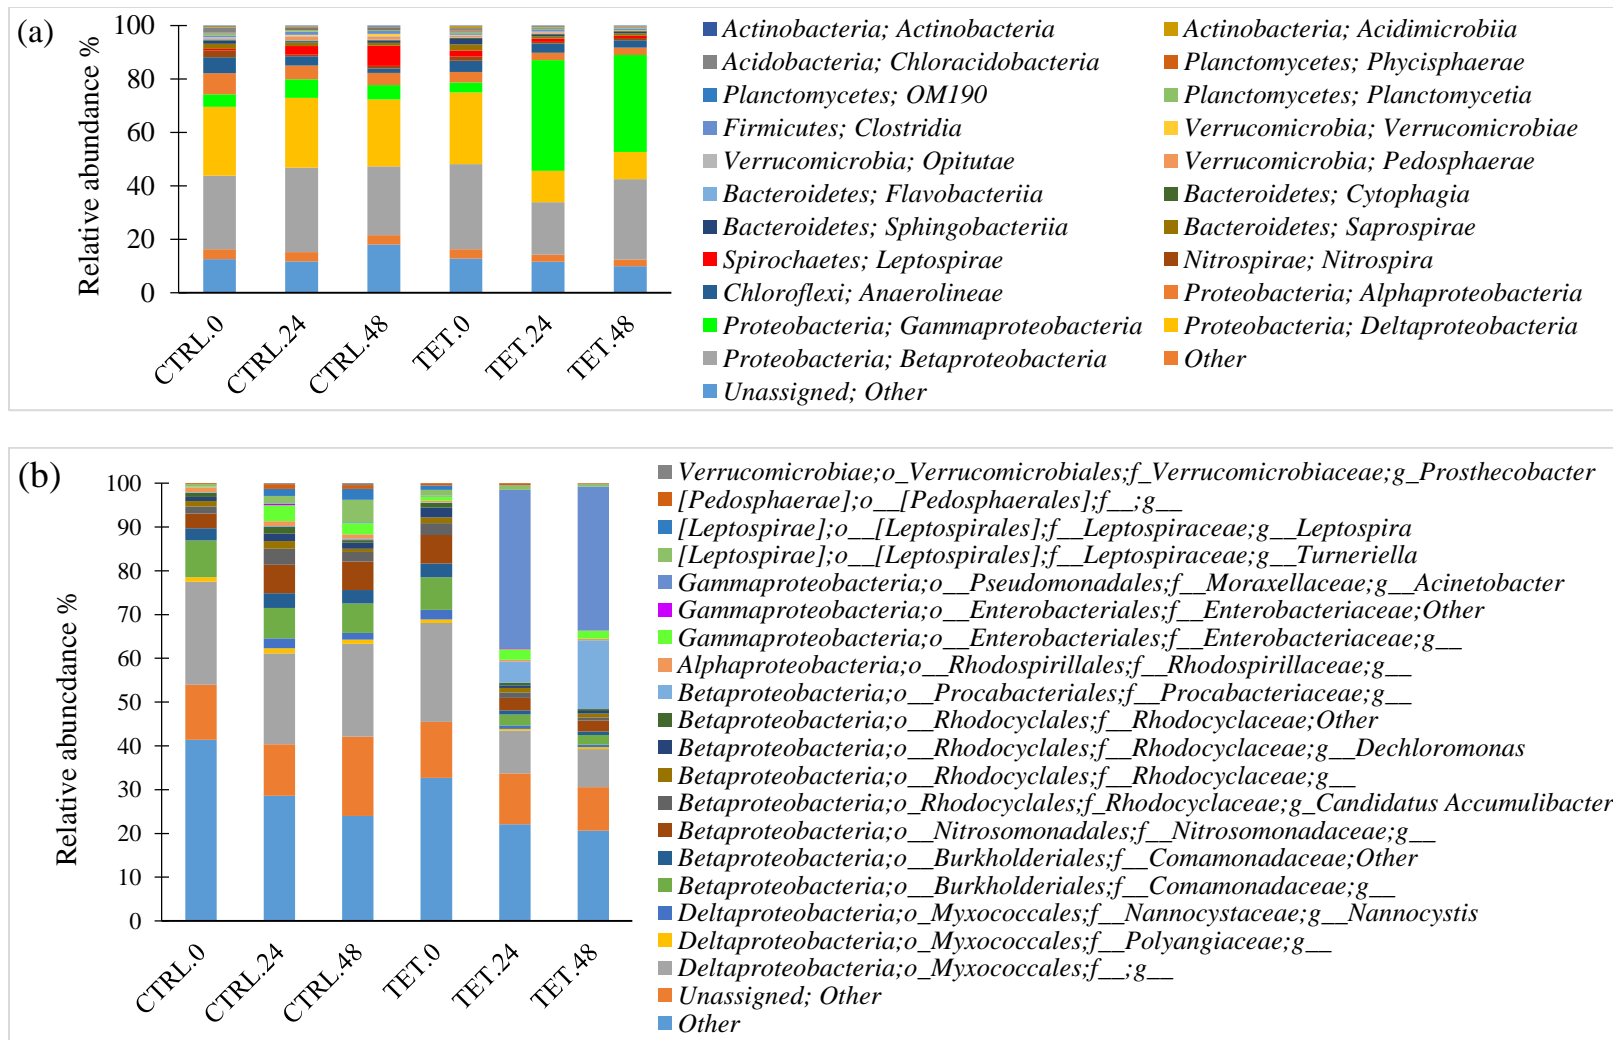 (a)
Relative abundance %
100
80
60
40
20
0
CTRL.0
CTRL.24
CTRL.48
TET.0
TET.24
TET.48
Actinobacteria; Actinobacteria
Actinobacteria; Acidimicrobiia
Acidobacteria; Chloracidobacteria
Planctomycetes; Phycisphaerae
Planctomycetes; OM190
Planctomycetes; Planctomycetia
Firmicutes; Clostridia
Verrucomicrobia; Verrucomicrobiae
Verrucomicrobia; Opitutae
Verrucomicrobia; Pedosphaerae
Bacteroidetes; Flavobacteriia
Bacteroidetes; Cytophagia
Bacteroidetes; Sphingobacteriia
Bacteroidetes; Saprospirae
Spirochaetes; Leptospirae
Nitrospirae; Nitrospira
Chloroflexi; Anaerolineae
Proteobacteria; Alphaproteobacteria
Proteobacteria; Gammaproteobacteria
Proteobacteria; Deltaproteobacteria
Proteobacteria; Betaproteobacteria
Other
Unassigned; Other
(b)
Relative abuncdance %
100
90
80
70
60
50
40
30
20
10
0
CTRL.0
CTRL.24
CTRL.48
TET.0
TET.24
TET.48
Verrucomicrobiae;o_Verrucomicrobiales;f_Verrucomicrobiaceae;g_Prosthecobacter
[Pedosphaerae];o__[Pedosphaerales];f__;g__
[Leptospirae];o__[Leptospirales];f__Leptospiraceae;g__Leptospira
[Leptospirae];o__[Leptospirales];f__Leptospiraceae;g__Turneriella
Gammaproteobacteria;o__Pseudomonadales;f__Moraxellaceae;g__Acinetobacter
Gammaproteobacteria;o__Enterobacteriales;f__Enterobacteriaceae;Other
Gammaproteobacteria;o__Enterobacteriales;f__Enterobacteriaceae;g__
Alphaproteobacteria;o__Rhodospirillales;f__Rhodospirillaceae;g__
Betaproteobacteria;o__Procabacteriales;f__Procabacteriaceae;g__
Betaproteobacteria;o__Rhodocyclales;f__Rhodocyclaceae;Other
Betaproteobacteria;o__Rhodocyclales;f__Rhodocyclaceae;g__Dechloromonas
Betaproteobacteria;o__Rhodocyclales;f__Rhodocyclaceae;g__
Betaproteobacteria;o_Rhodocyclales;f_Rhodocyclaceae;g_Candidatus Accumulibacter
Betaproteobacteria;o__Nitrosomonadales;f__Nitrosomonadaceae;g__
Betaproteobacteria;o__Burkholderiales;f__Comamonadaceae;Other
Betaproteobacteria;o__Burkholderiales;f__Comamonadaceae;g__
Deltaproteobacteria;o_Myxococcales;f__Nannocystaceae;g__Nannocystis
Deltaproteobacteria;o_Myxococcales;f__Polyangiaceae;g__
Deltaproteobacteria;o_Myxococcales;f__;g__
Unassigned; Other
Other